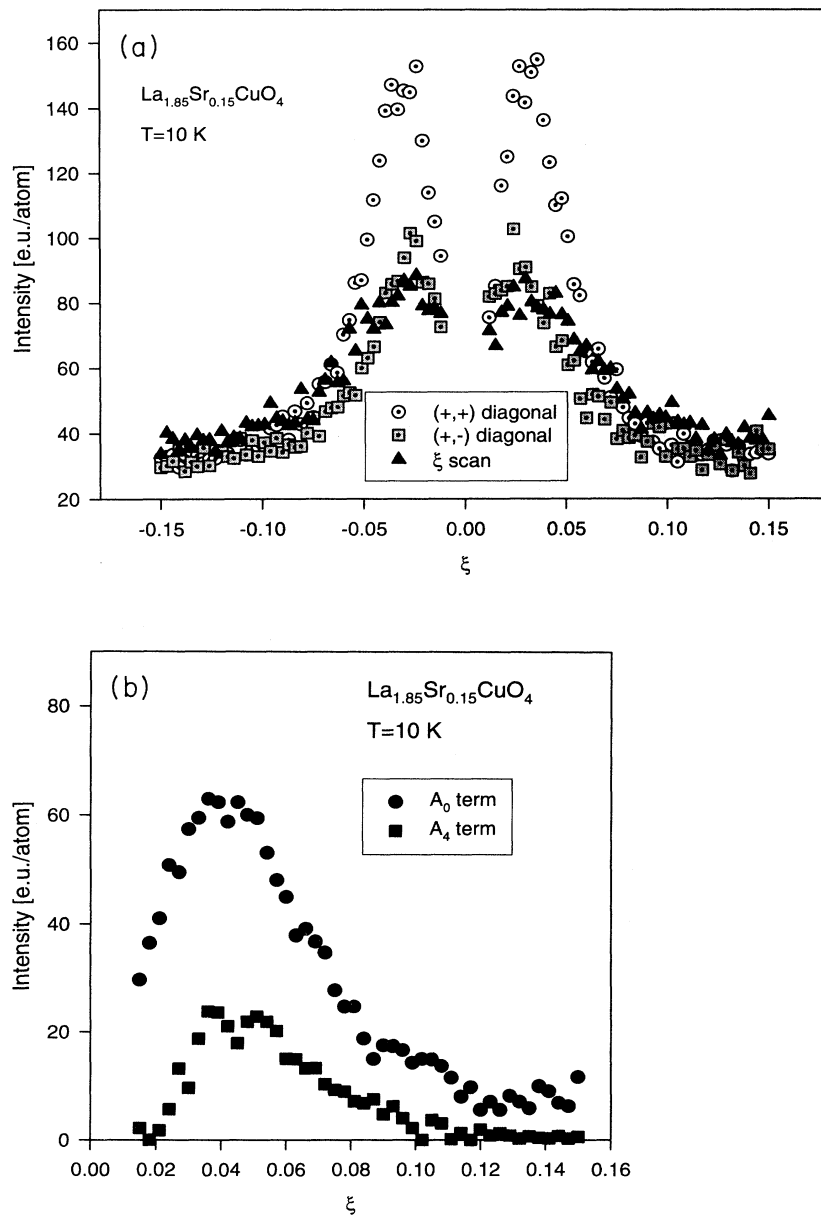 (a)
La1.85Sr0.15CuO4
T=10 K
Intensity [e.u./atom]
160
140
120
100
80
60
40
20
(+,+) diagonal
(+,-) diagonal
ξ scan
-0.15 -0.10 -0.05 0.00 0.05 0.10 0.15
ξ
(b)
La1.85Sr0.15CuO4
T=10 K
Intensity [e.u./atom]
80
60
40
20
0
A0 term
A4 term
0.00 0.02 0.04 0.06 0.08 0.10 0.12 0.14 0.16
ξ